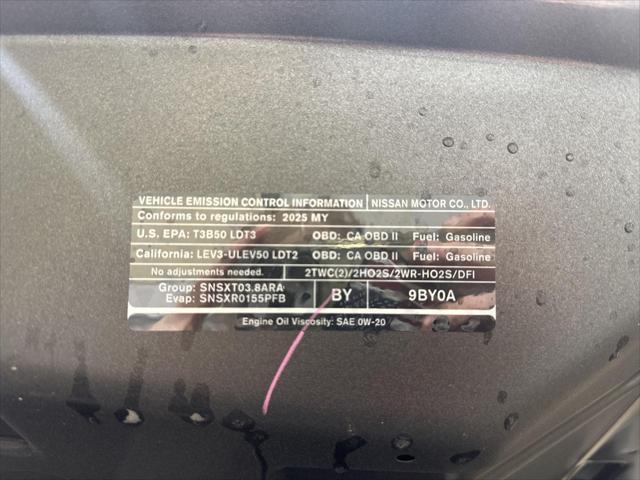 VEHICLE EMISSION CONTROL INFORMATION NISSAN MOTOR CO., LTD.
Conforms to regulations: 2025 MY
U.S. EPA: T3B50 LDT3 OBD: CA OBD II Fuel: Gasoline
California: LEV3-ULEV50 LDT2 OBD: CA OBD II Fuel: Gasoline
No adjustments needed. 2TWC(2)/2HO2S/2WR-HO2S/DFI
Group: SNSXT03.8ARA
Evap: SNSXR0155PFB BY 9BY0A
Engine Oil Viscosity: SAE 0W-20